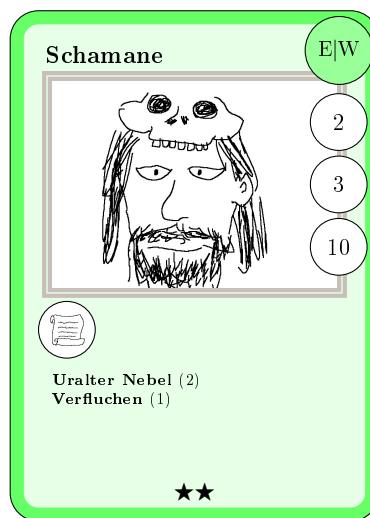 Schamane
E|W
2
3
10
Uralter Nebel (2)
Verfluchen (1)
★★